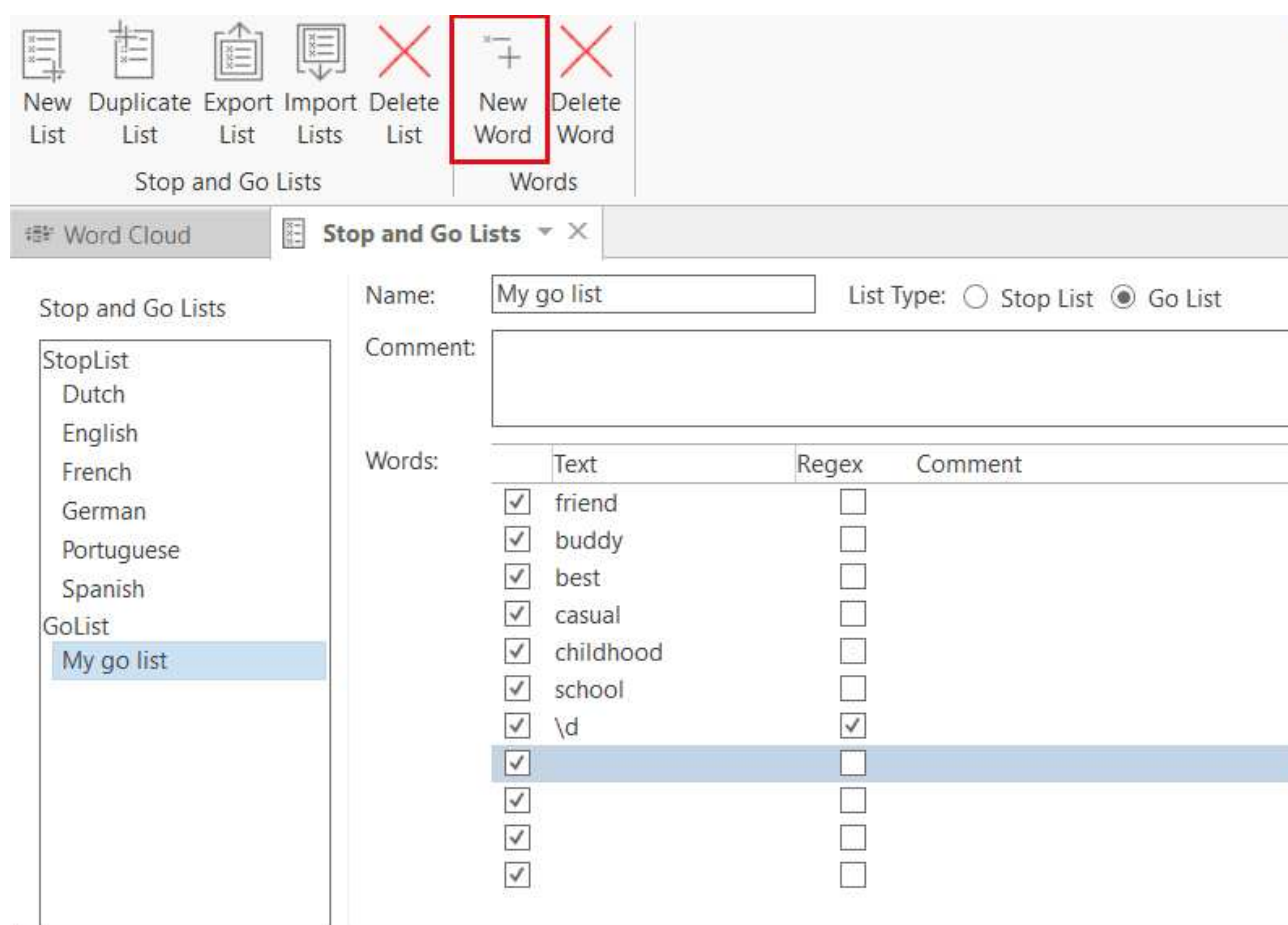 New Duplicate Export Import Delete New Delete
List List List Lists List Word Word
Stop and Go Lists Words
Word Cloud Stop and Go Lists
Stop and Go Lists
StopList
Dutch
English
French
German
Portuguese
Spanish
GoList
My go list
Name: My go list List Type: Stop List Go List
Comment:
Words: Text Regex Comment
friend
buddy
best
casual
childhood
school
\d